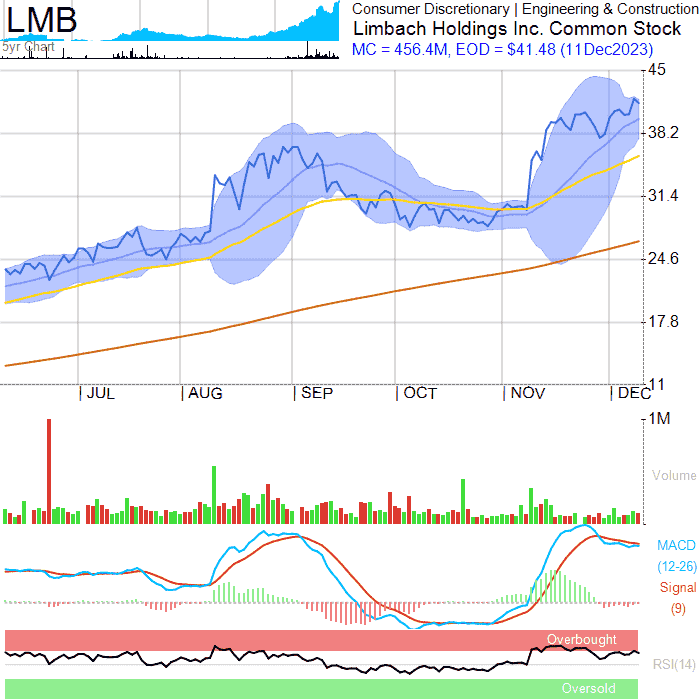 LMB
5yr Chart
Consumer Discretionary | Engineering & Construction
Limbach Holdings Inc. Common Stock
MC = 456.4M, EOD = $41.48 (11Dec2023)
45
38.2
31.4
24.6
17.8
11
JUL AUG SEP OCT NOV DEC
1M
Volume
MACD
(12-26)
Signal
(9)
Overbought
RSI(14)
Oversold